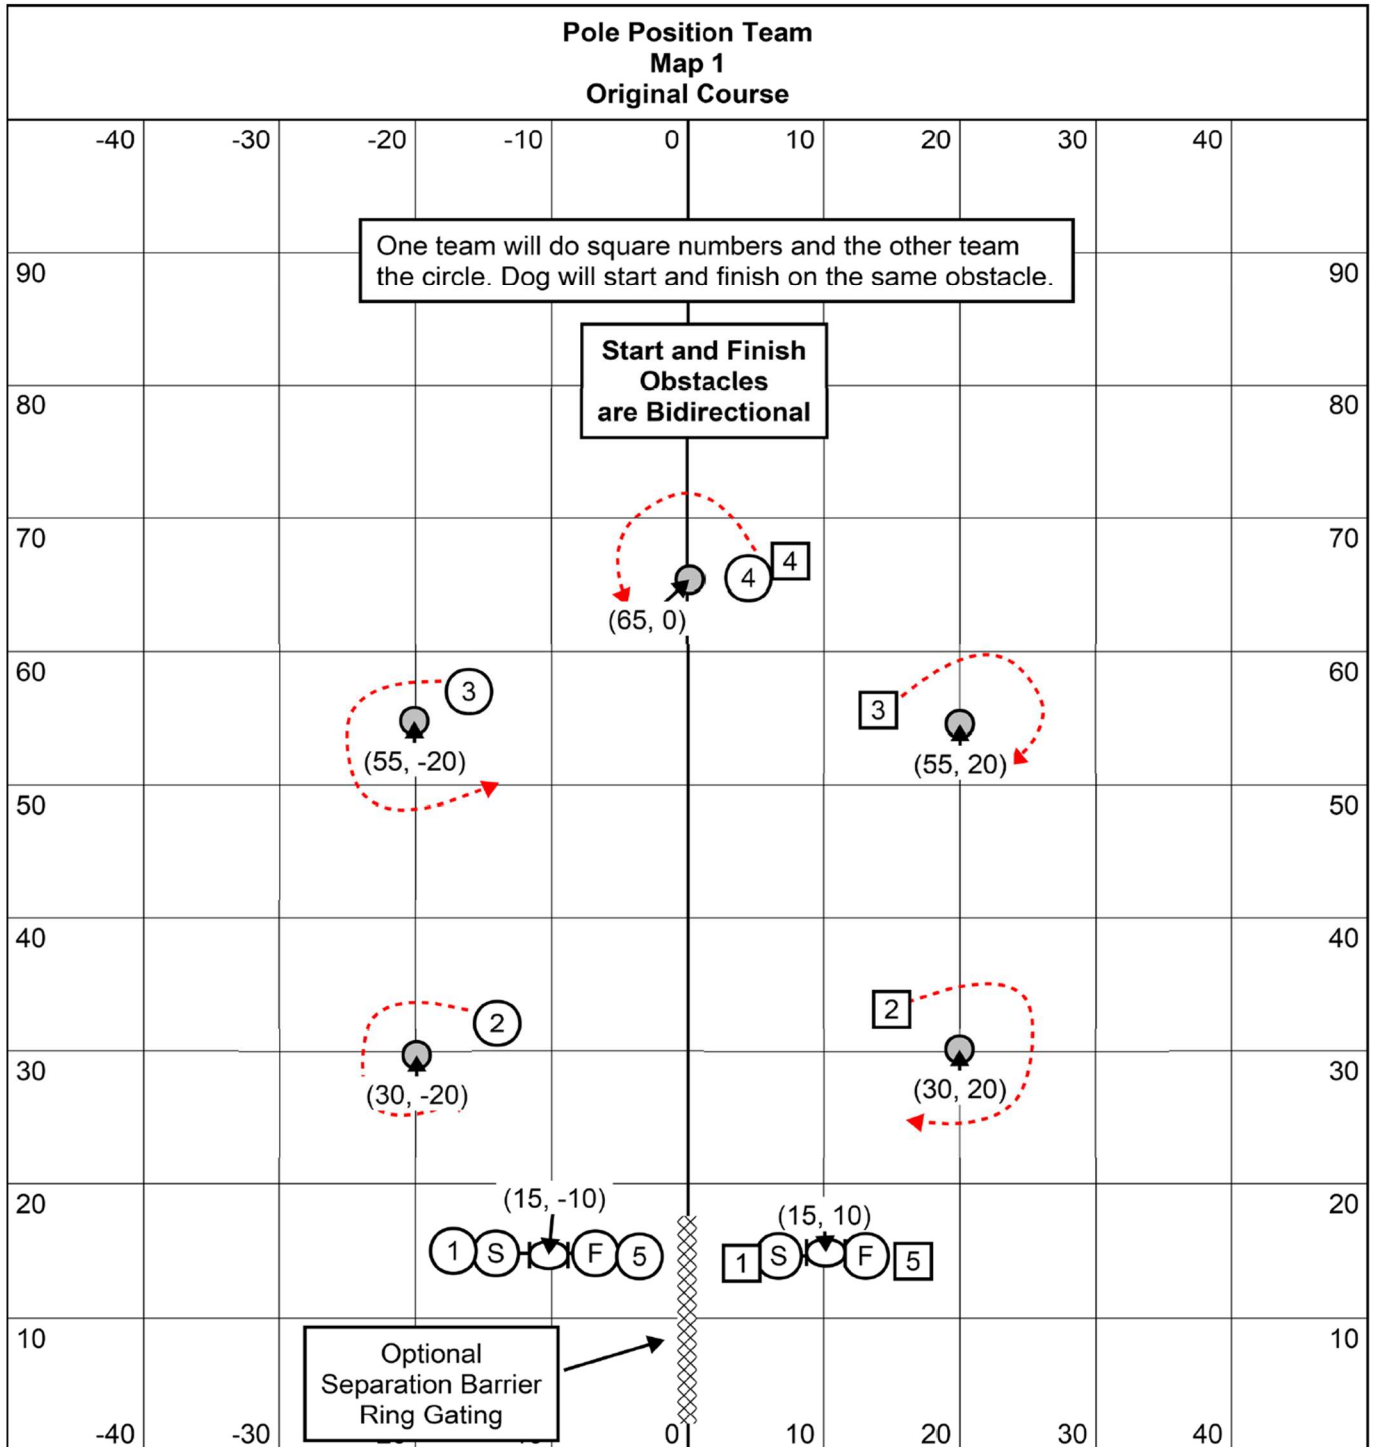 Pole Position Team
Map 1
Original Course
-40 -30 -20 -10 0 10 20 30 40
One team will do square numbers and the other team
the circle. Dog will start and finish on the same obstacle.
90 90
Start and Finish
Obstacles
are Bidirectional
80 80
70 70
4 4
(65, 0)
60 60
3 3
(55, -20) (55, 20)
50 50
40 40
2 2
30 30
(30, -20) (30, 20)
20 20
(15, -10) (15, 10)
1 S F 5 1 S F 5
10 10
Optional
Separation Barrier
Ring Gating
-40 -30 0 10 20 30 40